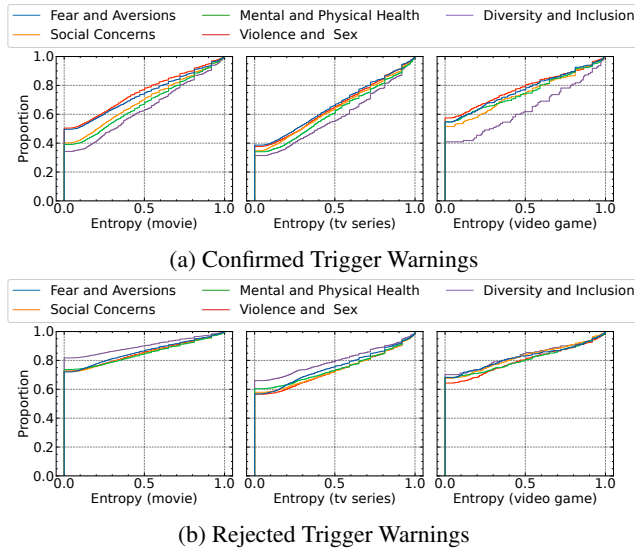 Fear and Aversions Mental and Physical Health Diversity and Inclusion
Social Concerns Violence and Sex
Proportion
1.0
0.8
0.6
0.4
0.2
0.0
0.0 0.5 1.0 0.0 0.5 1.0 0.0 0.5 1.0
Entropy (movie) Entropy (tv series) Entropy (video game)
(a) Confirmed Trigger Warnings
Fear and Aversions Mental and Physical Health Diversity and Inclusion
Social Concerns Violence and Sex
Proportion
1.0
0.8
0.6
0.4
0.2
0.0
0.0 0.5 1.0 0.0 0.5 1.0 0.0 0.5 1.0
Entropy (movie) Entropy (tv series) Entropy (video game)
(b) Rejected Trigger Warnings